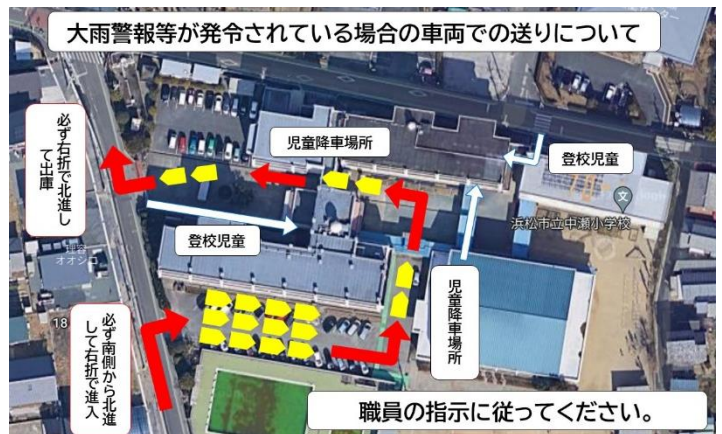 大雨警報等が発令されている場合の車両での送りについて
必ず右折で北進し
て出庫
児童降車場所
登校児童
登校児童
浜松市立中瀬小学校
理容
オオシロ
児童降車場所
18
必ず南側から北進
して右折で進入
職員の指示に従ってください。